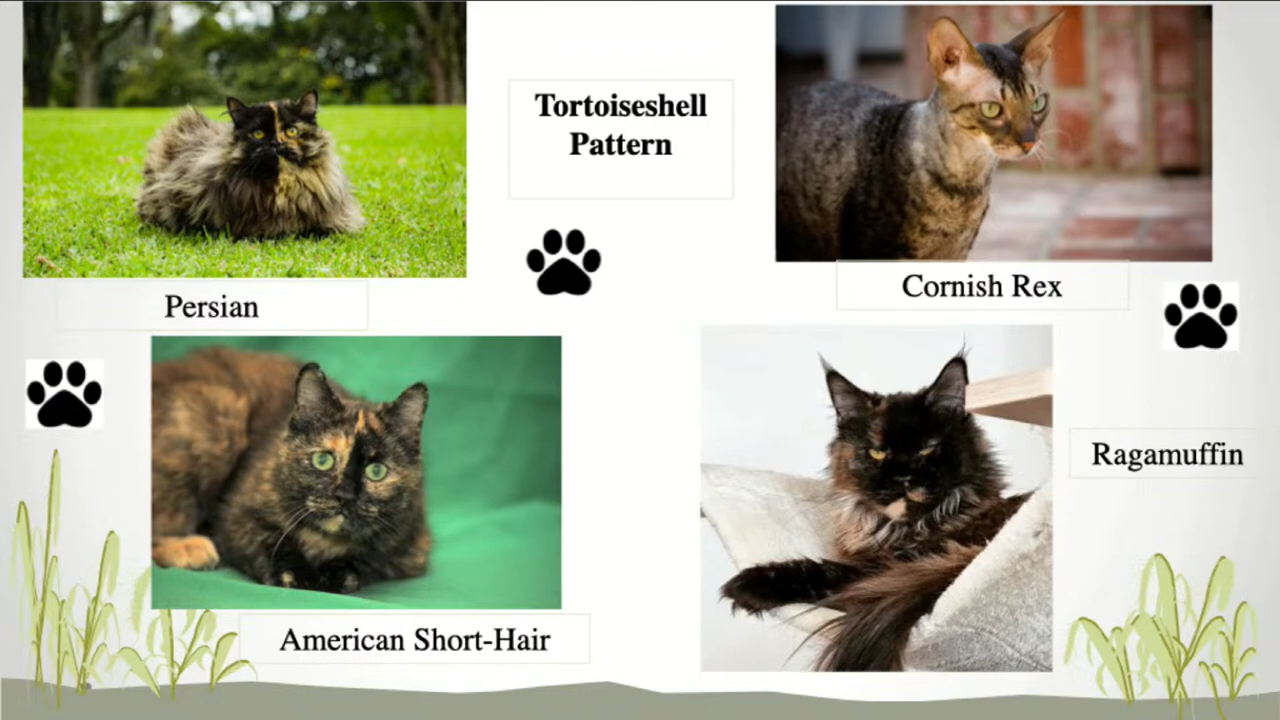 Tortoiseshell
Pattern
Persian
Cornish Rex
American Short-Hair
Ragamuffin